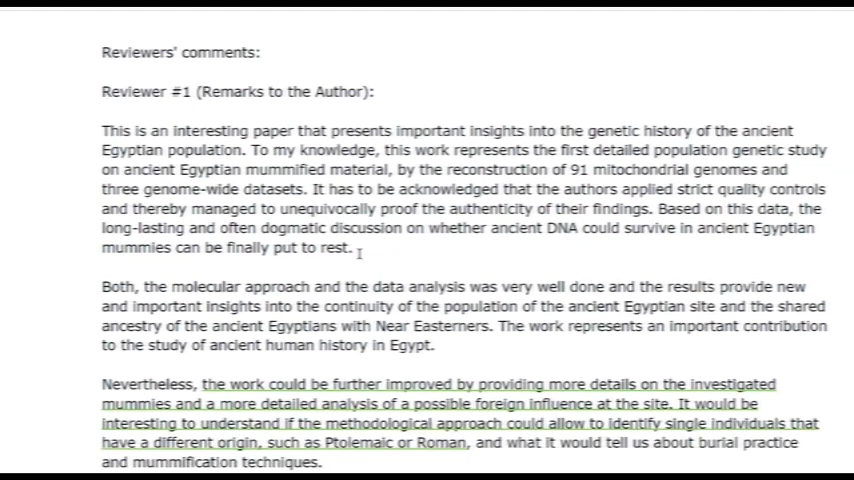 Reviewers' comments:
Reviewer #1 (Remarks to the Author):
This is an interesting paper that presents important insights into the genetic history of the ancient
Egyptian population. To my knowledge, this work represents the first detailed population genetic study
on ancient Egyptian mummified material, by the reconstruction of 91 mitochondrial genomes and
three genome-wide datasets. It has to be acknowledged that the authors applied strict quality controls
and thereby managed to unequivocally proof the authenticity of their findings. Based on this data, the
long-lasting and often dogmatic discussion on whether ancient DNA could survive in ancient Egyptian
mummies can be finally put to rest.
Both, the molecular approach and the data analysis was very well done and the results provide new
and important insights into the continuity of the population of the ancient Egyptian site and the shared
ancestry of the ancient Egyptians with Near Easterners. The work represents an important contribution
to the study of ancient human history in Egypt.
Nevertheless, the work could be further improved by providing more details on the investigated
mummies and a more detailed analysis of a possible foreign influence at the site. It would be
interesting to understand if the methodological approach could allow to identify single individuals that
have a different origin, such as Ptolemaic or Roman, and what it would tell us about burial practice
and mummification techniques.